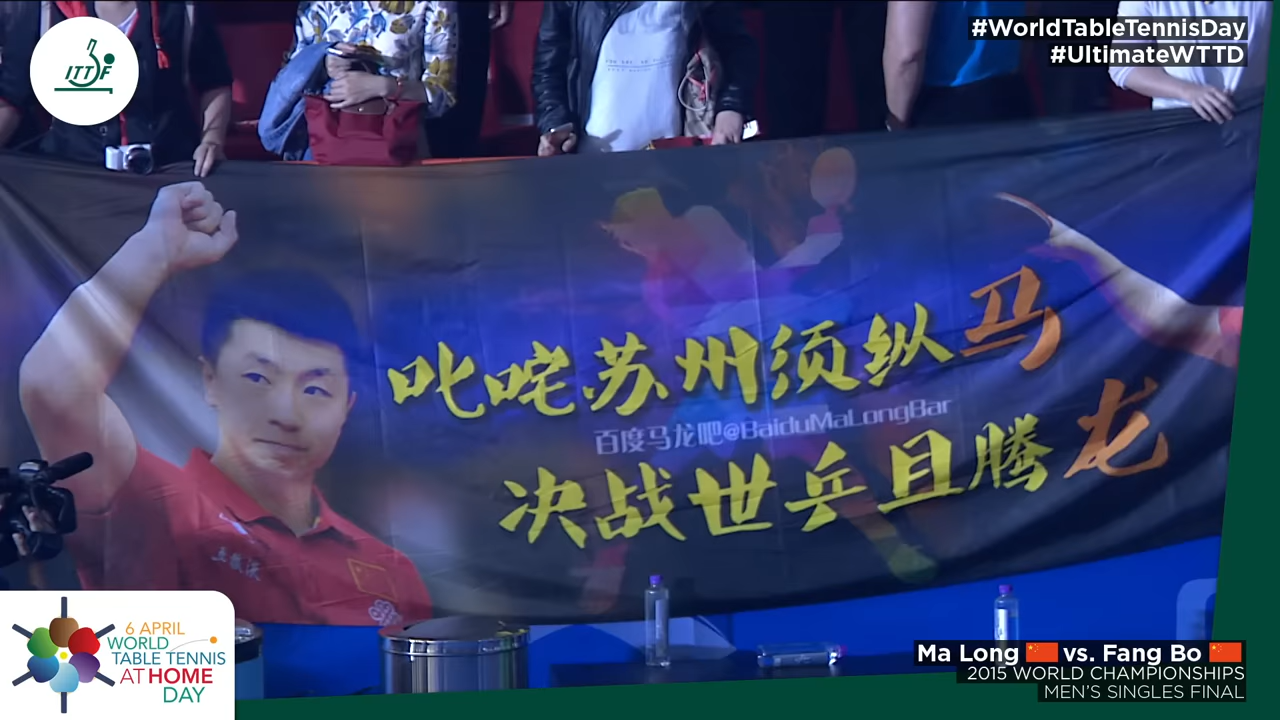 #WorldTableTennisDay
#UltimateWTTD
ITTF
叱咤苏州须纵马
百度马龙吧@BaiduMaLongBar
决战世乒且腾龙
6 APRIL
WORLD
TABLE TENNIS
AT HOME
DAY
Ma Long vs. Fang Bo
2015 WORLD CHAMPIONSHIPS
MEN'S SINGLES FINAL